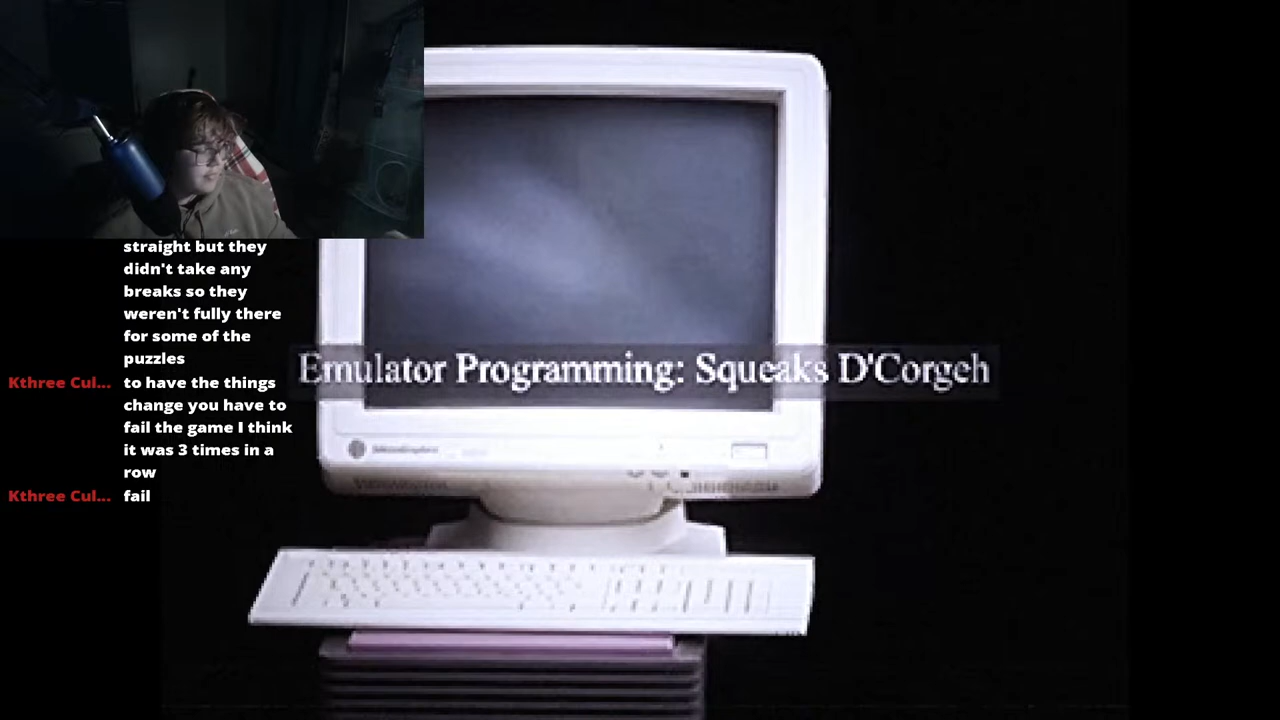 straight but they
didn't take any
breaks so they
weren't fully there
for some of the
puzzles
Kthree Cul... to have the things
change you have to
fail the game I think
it was 3 times in a
row
Kthree Cul... fail
Emulator Programming: Squeaks D'Corgeh